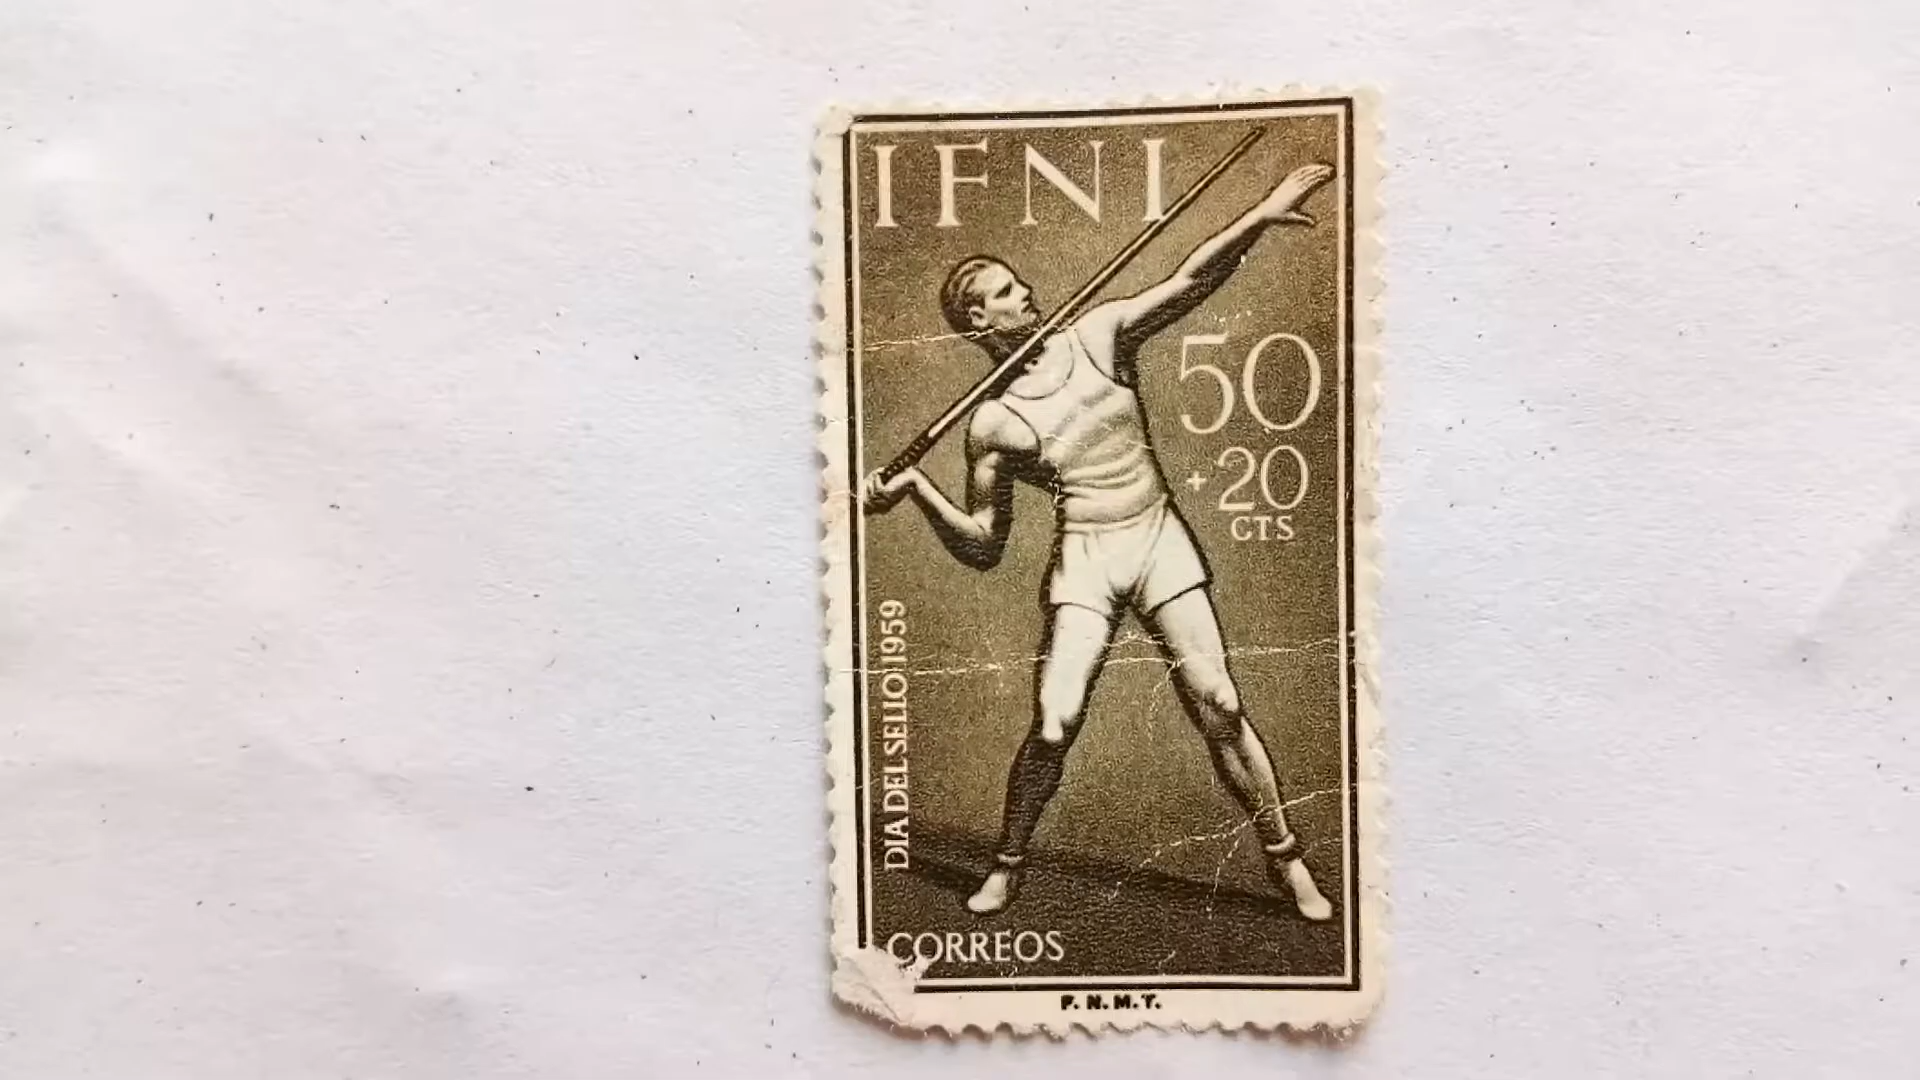 IFNI
50
+20
CTS
DIA DEL SELLO 1959
CORREOS
F. N. M. T.